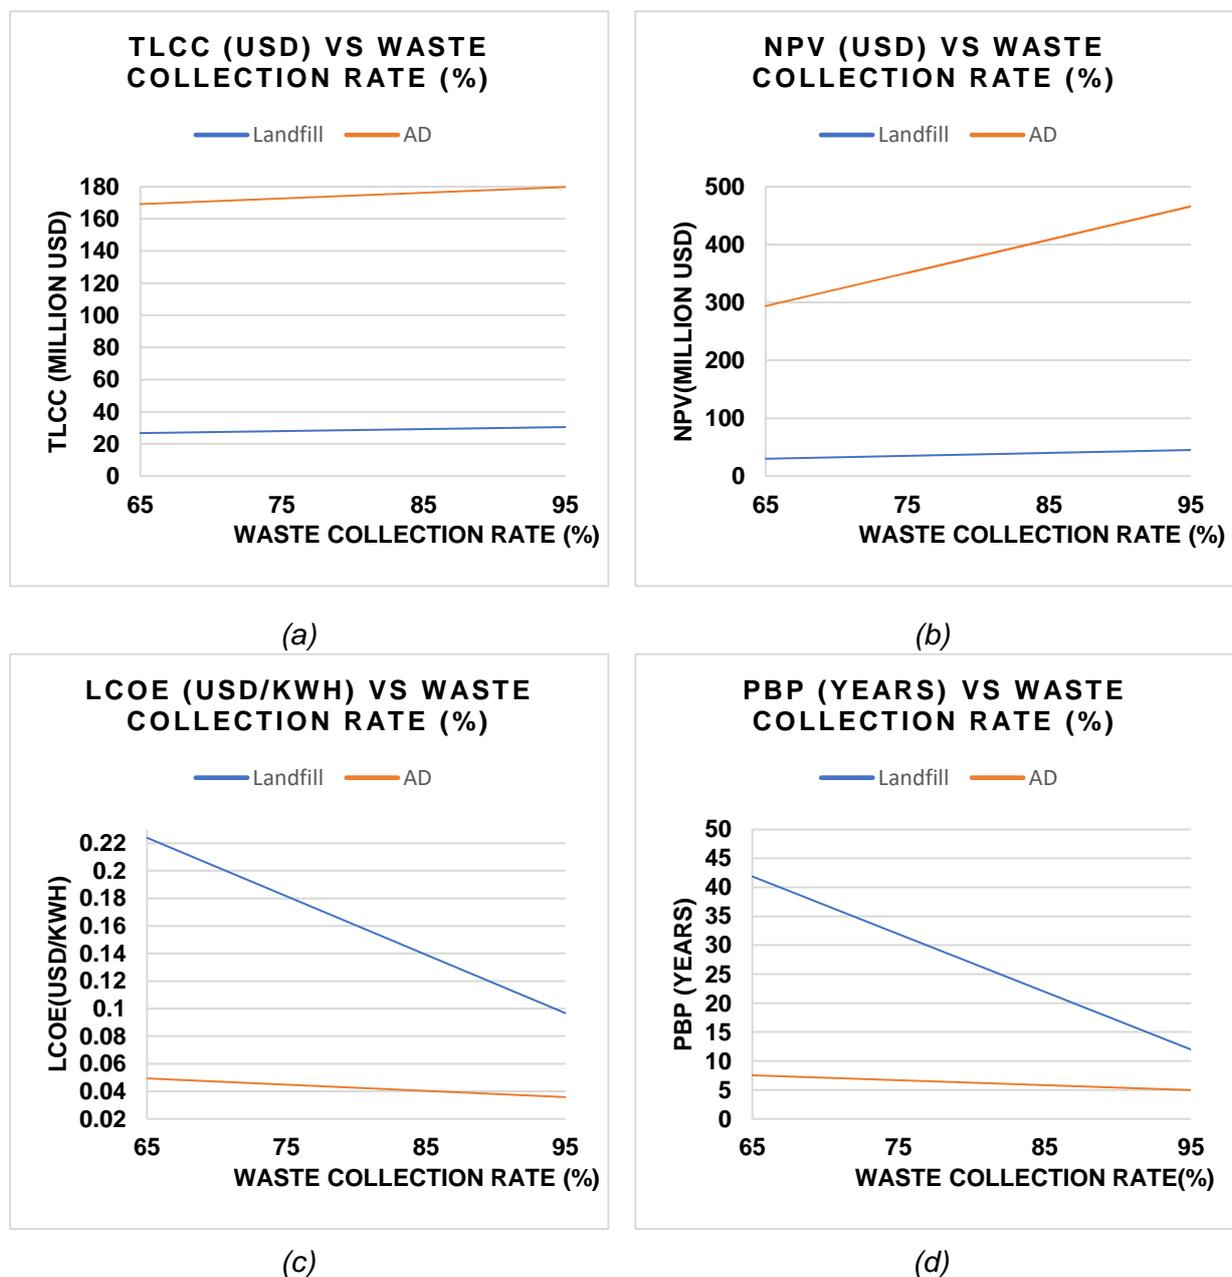 TLCC (USD) VS WASTE
COLLECTION RATE (%)
Landfill AD
TLCC (MILLION USD)
180
160
140
120
100
80
60
40
20
0
65 75 85 95
WASTE COLLECTION RATE (%)
(a)
NPV (USD) VS WASTE
COLLECTION RATE (%)
Landfill AD
NPV(MILLION USD)
500
400
300
200
100
0
65 75 85 95
WASTE COLLECTION RATE (%)
(b)
LCOE (USD/KWH) VS WASTE
COLLECTION RATE (%)
Landfill AD
LCOE(USD/KWH)
0.22
0.2
0.18
0.16
0.14
0.12
0.1
0.08
0.06
0.04
0.02
65 75 85 95
WASTE COLLECTION RATE (%)
(c)
PBP (YEARS) VS WASTE
COLLECTION RATE (%)
Landfill AD
PBP (YEARS)
50
45
40
35
30
25
20
15
10
5
0
65 75 85 95
WASTE COLLECTION RATE(%)
(d)